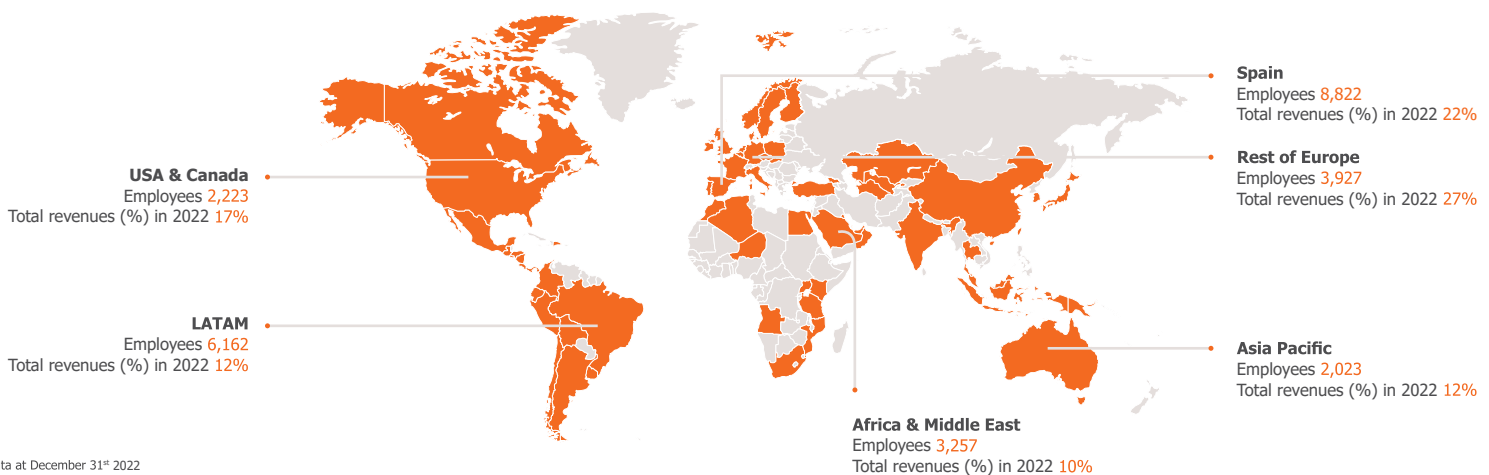 USA & Canada
Employees 2,223
Total revenues (%) in 2022 17%
LATAM
Employees 6,162
Total revenues (%) in 2022 12%
Spain
Employees 8,822
Total revenues (%) in 2022 22%
Rest of Europe
Employees 3,927
Total revenues (%) in 2022 27%
Asia Pacific
Employees 2,023
Total revenues (%) in 2022 12%
Africa & Middle East
Employees 3,257
Total revenues (%) in 2022 10%
ta at December 31st 2022